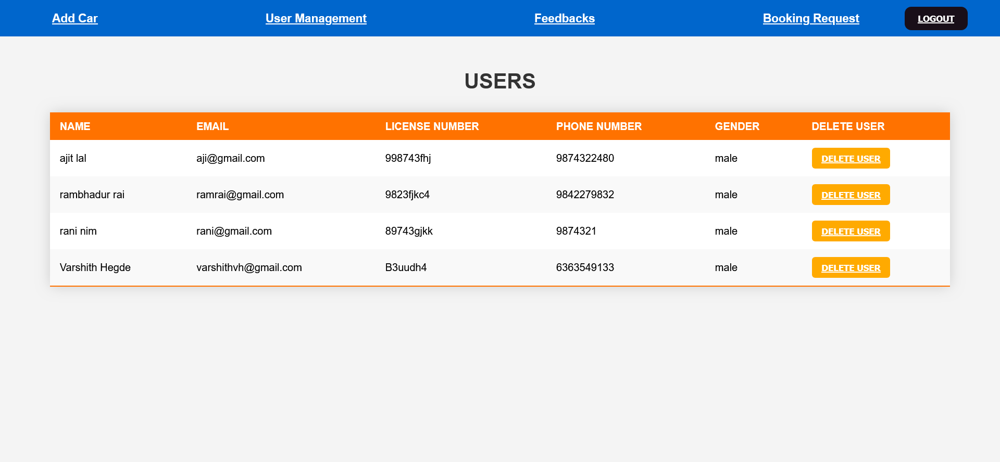 Add Car User Management Feedbacks Booking Request LOGOUT
USERS
NAME EMAIL LICENSE NUMBER PHONE NUMBER GENDER DELETE USER
ajit lal aji@gmail.com 998743fhj 9874322480 male DELETE USER
rambhadur rai ramrai@gmail.com 9823fjkc4 9842279832 male DELETE USER
rani nim rani@gmail.com 89743gjkk 9874321 male DELETE USER
Varshith Hegde varshithvh@gmail.com B3uudh4 6363549133 male DELETE USER